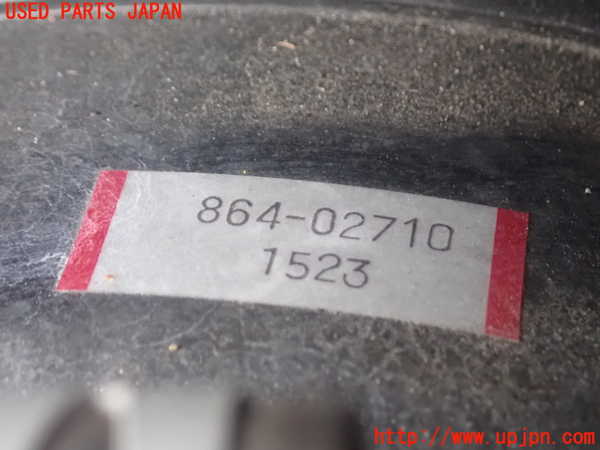 USED PARTS JAPAN
864-02710
1523
http://www.upjpn.com/